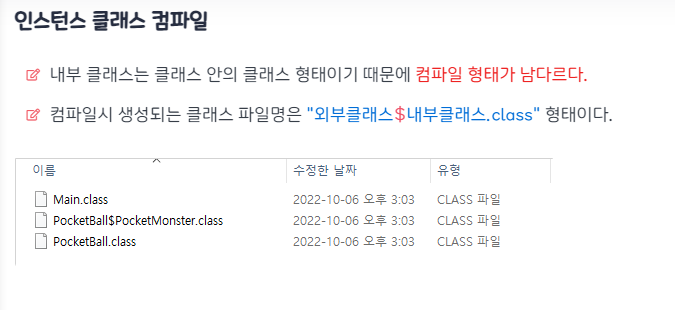 인스턴스 클래스 컴파일
내부 클래스는 클래스 안의 클래스 형태이기 때문에 컴파일 형태가 남다르다.
컴파일시 생성되는 클래스 파일명은 "외부클래스$내부클래스.class" 형태이다.
이름 수정한 날짜 유형
Main.class 2022-10-06 오후 3:03 CLASS 파일
PocketBall$PocketMonster.class 2022-10-06 오후 3:03 CLASS 파일
PocketBall.class 2022-10-06 오후 3:03 CLASS 파일